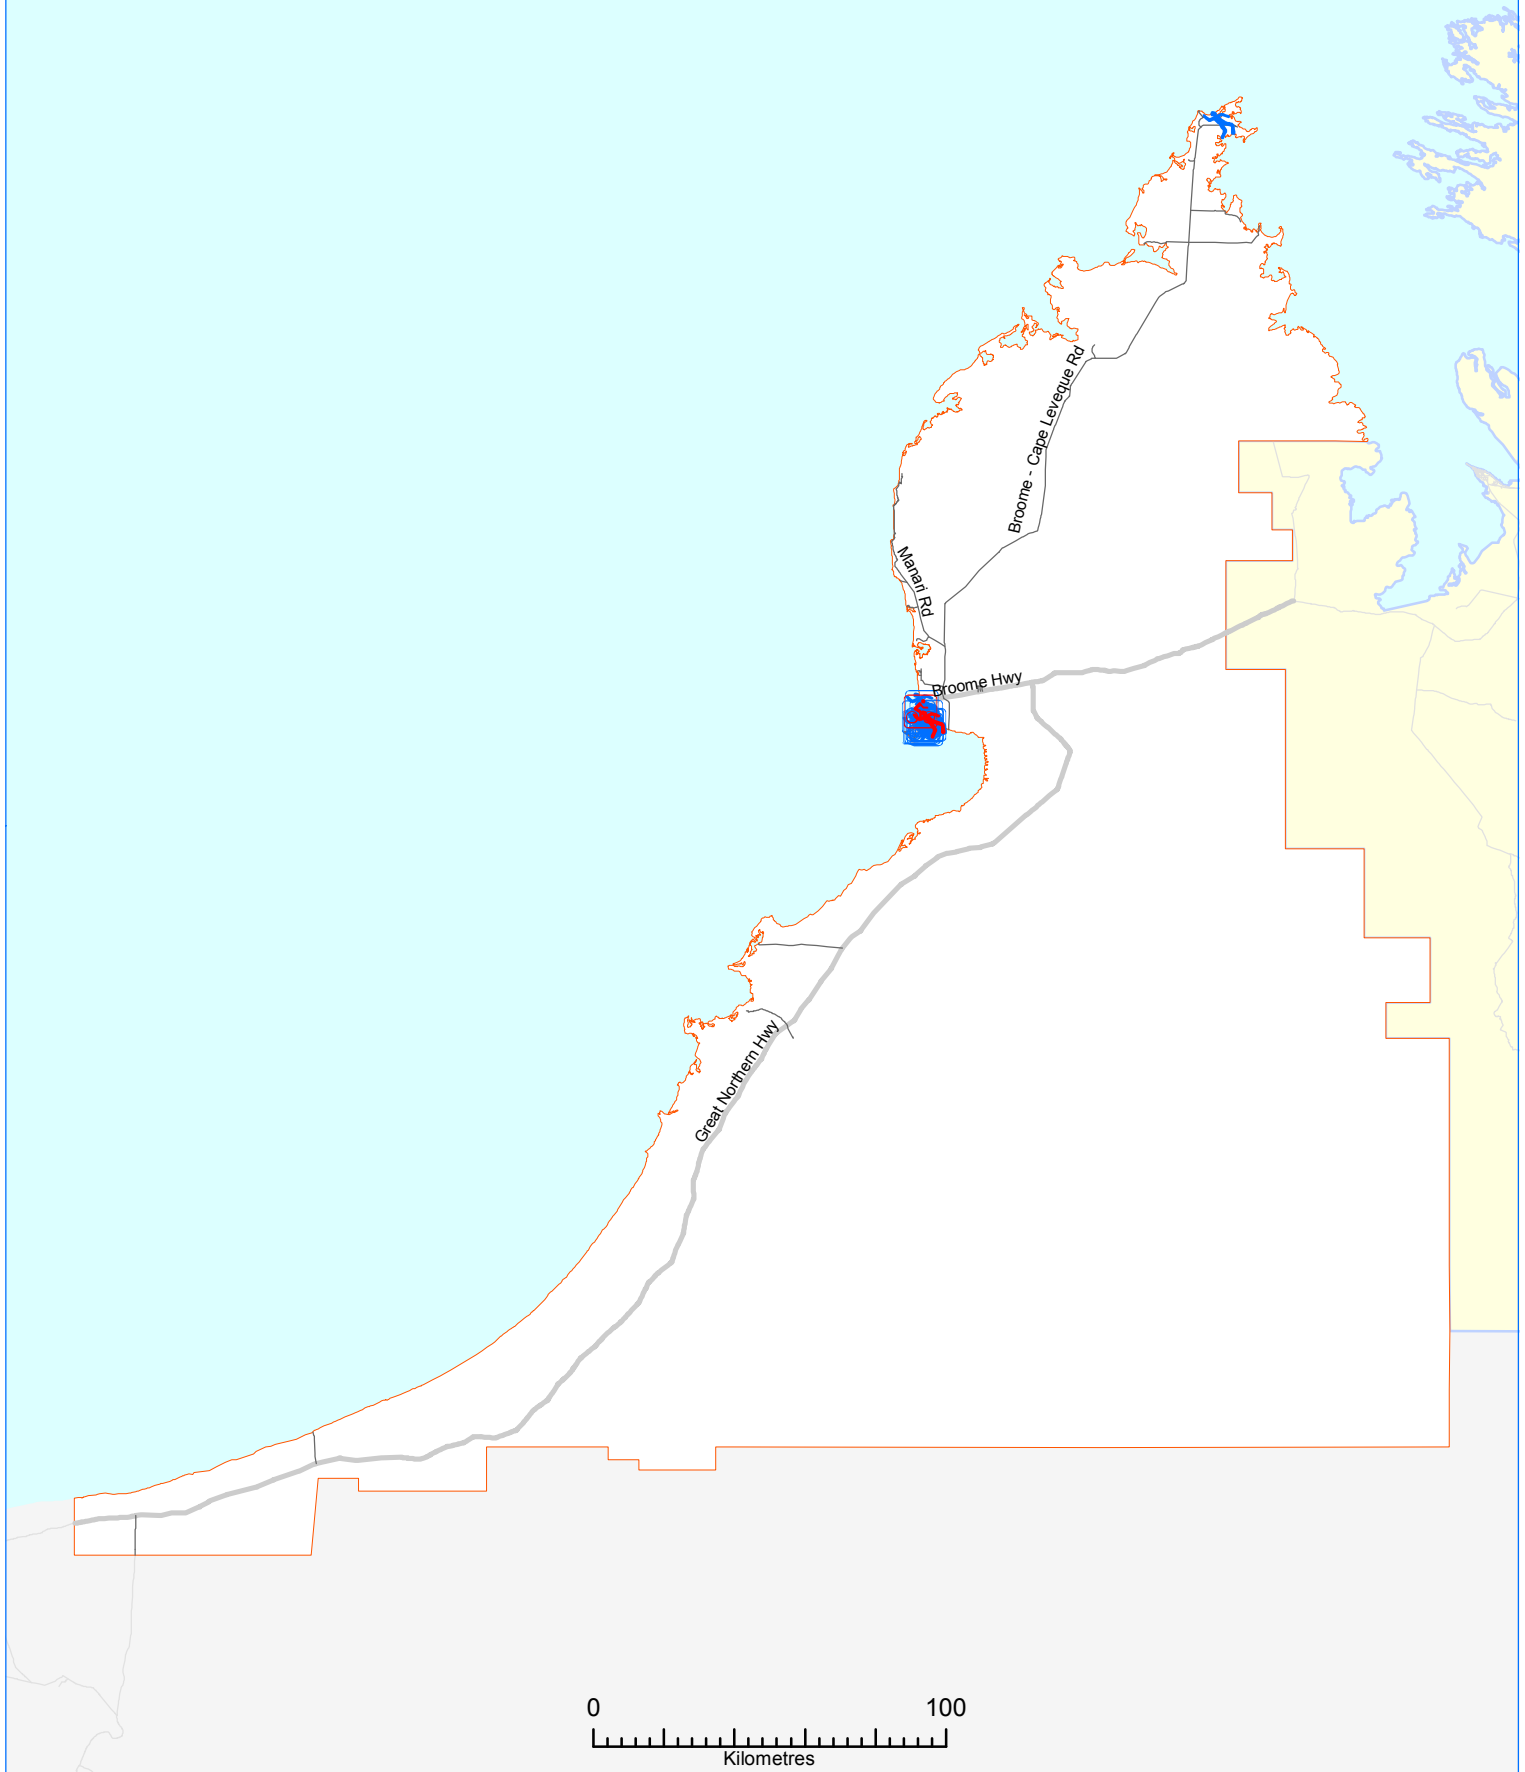 Broome - Cape Leveque Rd
Manari Rd
Broome Hwy
Great Northern Hwy
0 100
Kilometres